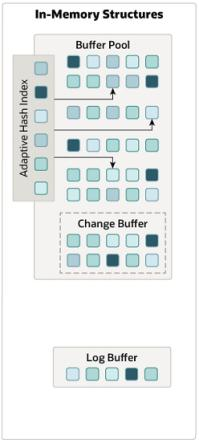 In-Memory Structures
Buffer Pool
Adaptive Hash Index
Change Buffer
Log Buffer